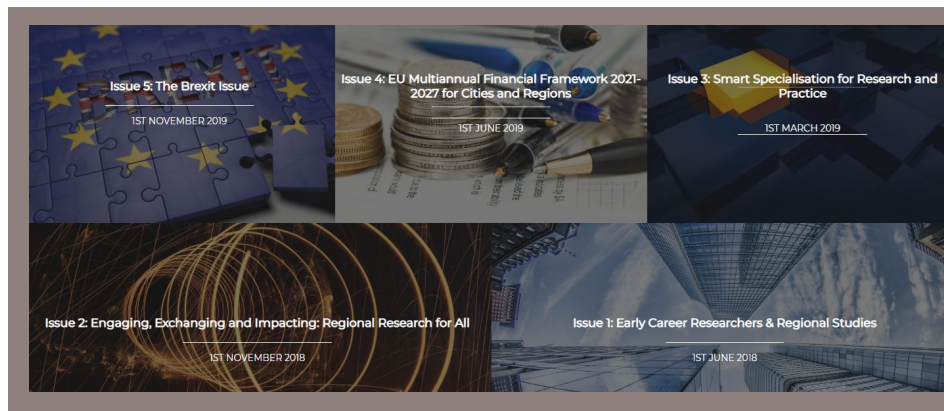 BREXIT
Issue 5: The Brexit Issue
1ST NOVEMBER 2019
Issue 4: EU Multiannual Financial Framework 2021-
2027 for Cities and Regions
1ST JUNE 2019
Issue 3: Smart Specialisation for Research and
Practice
1ST MARCH 2019
Issue 2: Engaging, Exchanging and Impacting: Regional Research for All
1ST NOVEMBER 2018
Issue 1: Early Career Researchers & Regional Studies
1ST JUNE 2018